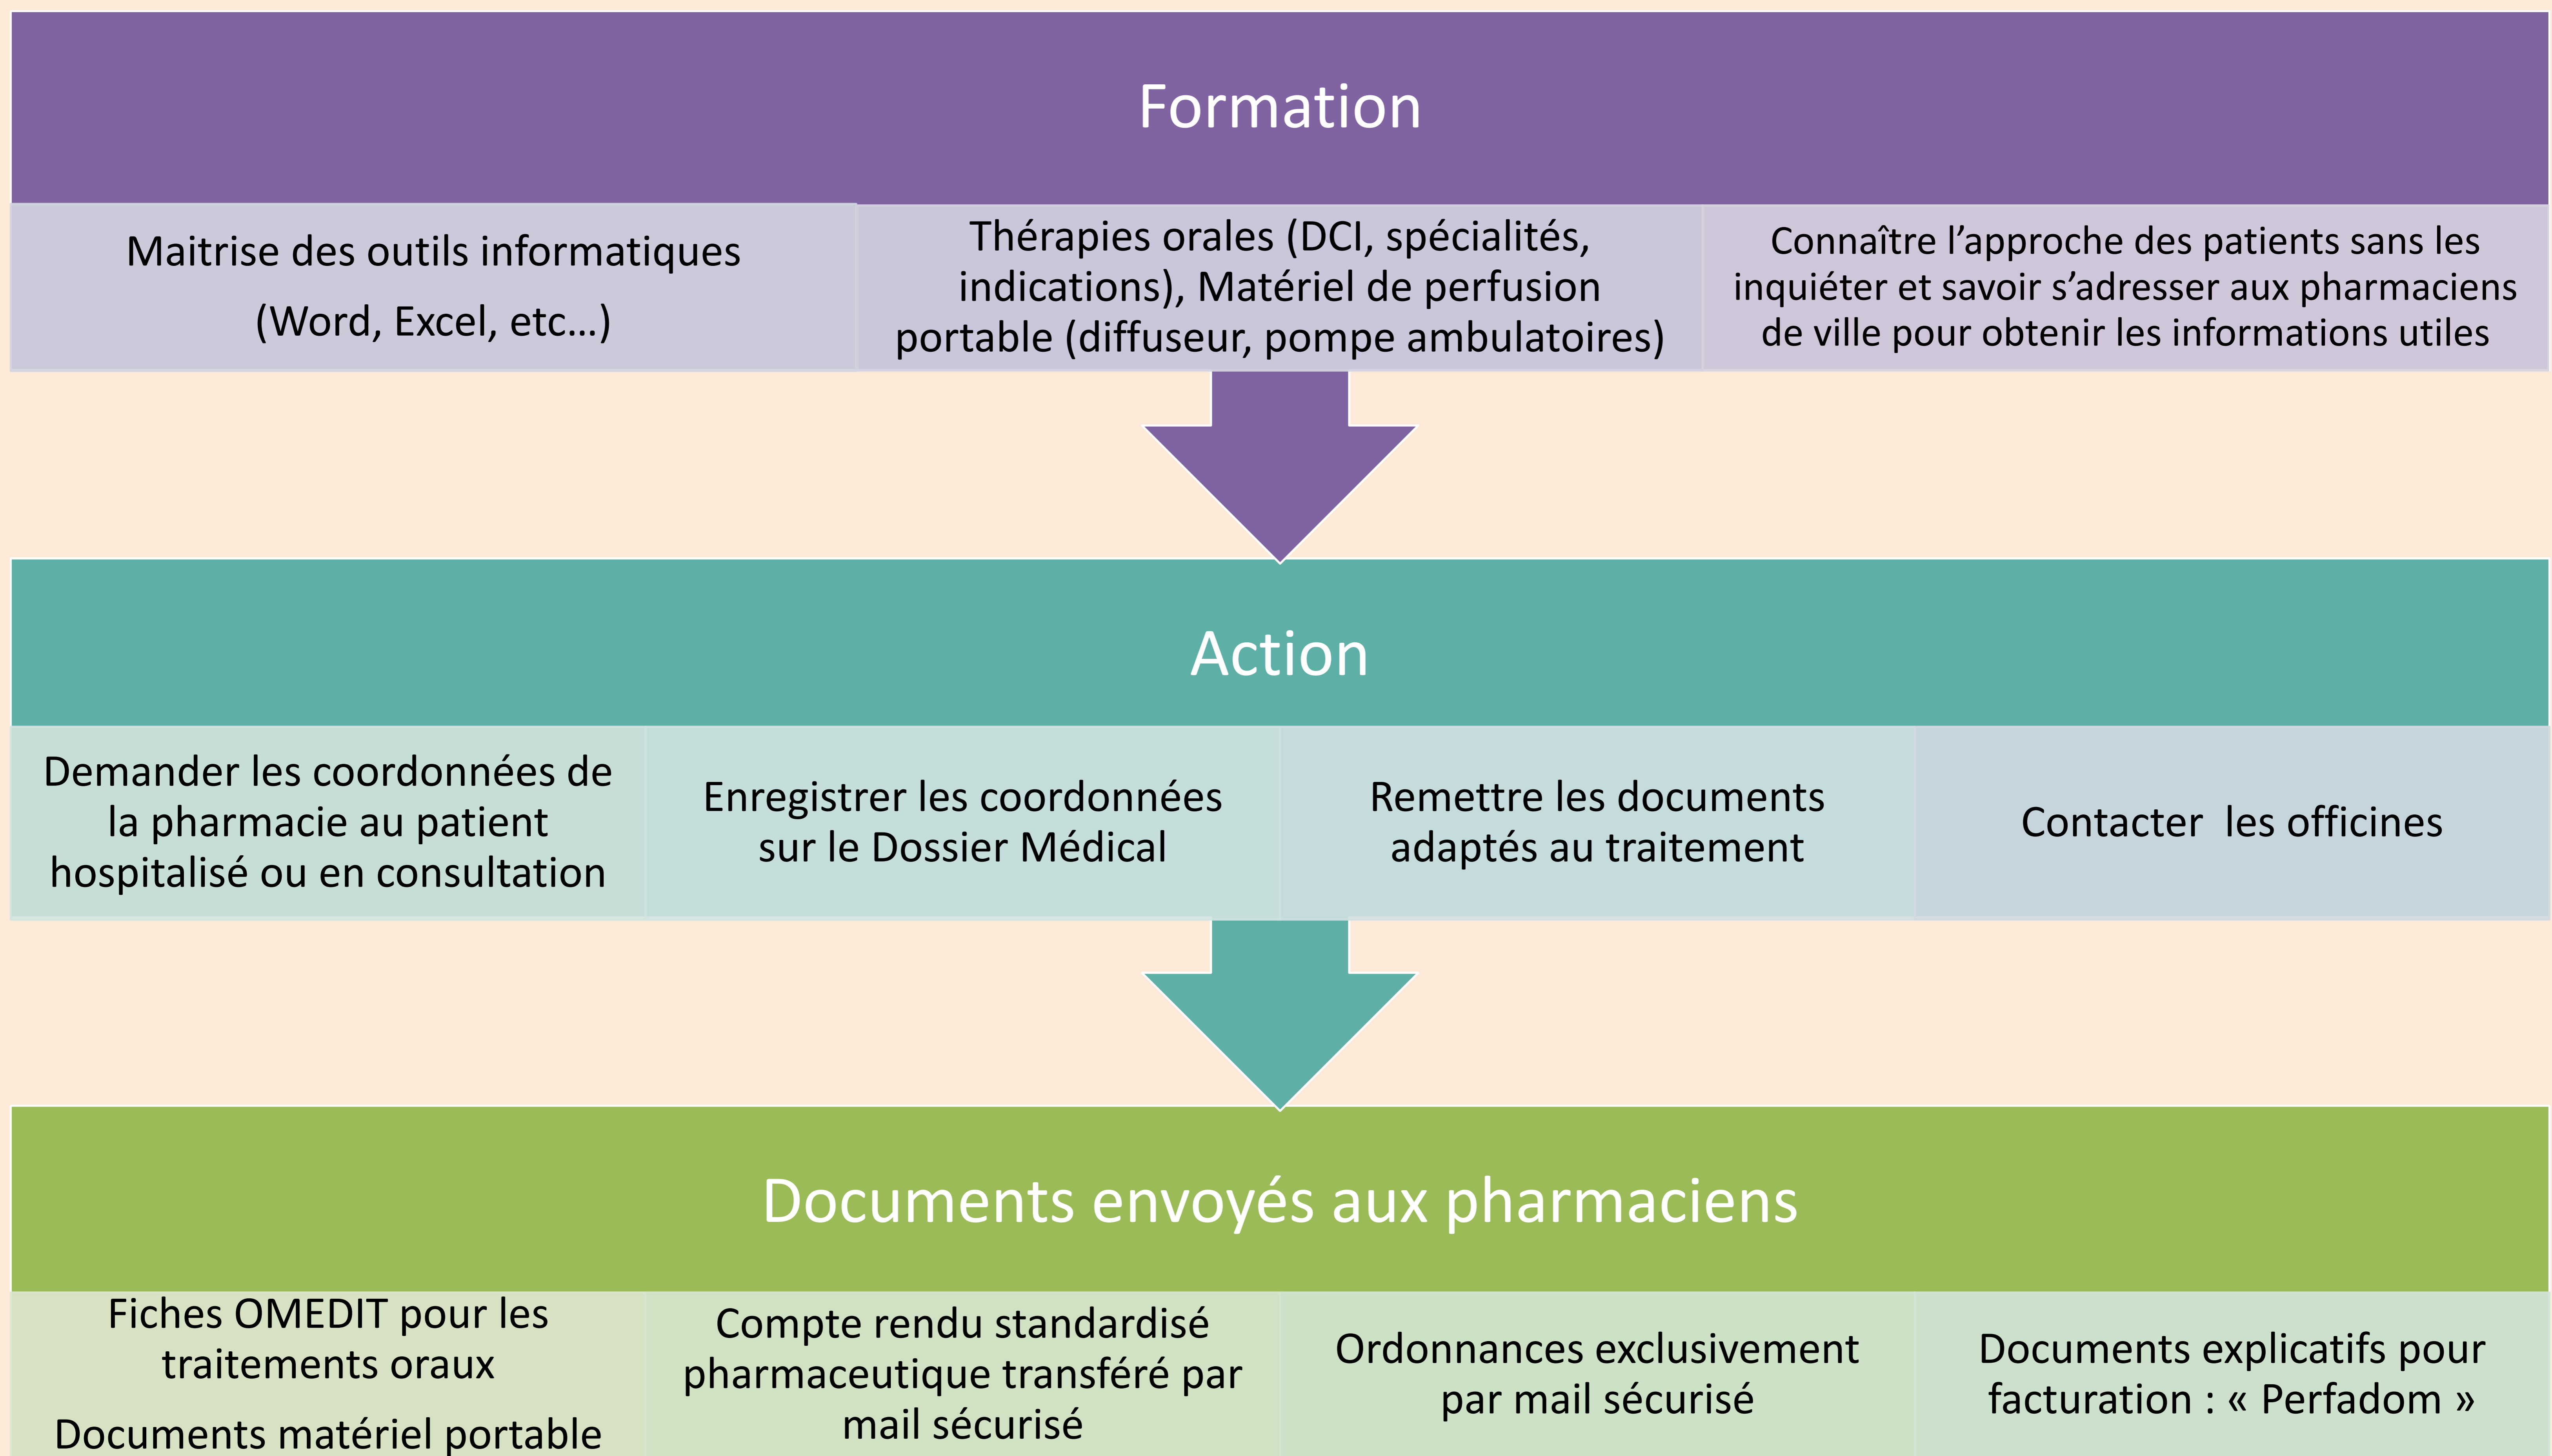 Formation
Maitrise des outils informatiques
(Word, Excel, etc…)
Thérapies orales (DCI, spécialités,
indications), Matériel de perfusion
portable (diffuseur, pompe ambulatoires)
Connaître l’approche des patients sans les
inquiéter et savoir s’adresser aux pharmaciens
de ville pour obtenir les informations utiles
Action
Demander les coordonnées de
la pharmacie au patient
hospitalisé ou en consultation
Enregistrer les coordonnées
sur le Dossier Médical
Remettre les documents
adaptés au traitement
Contacter  les officines
Documents envoyés aux pharmaciens
Fiches OMEDIT pour les
traitements oraux
Documents matériel portable
Compte rendu standardisé
pharmaceutique transféré par
mail sécurisé
Ordonnances exclusivement
par mail sécurisé
Documents explicatifs pour
facturation : « Perfadom »